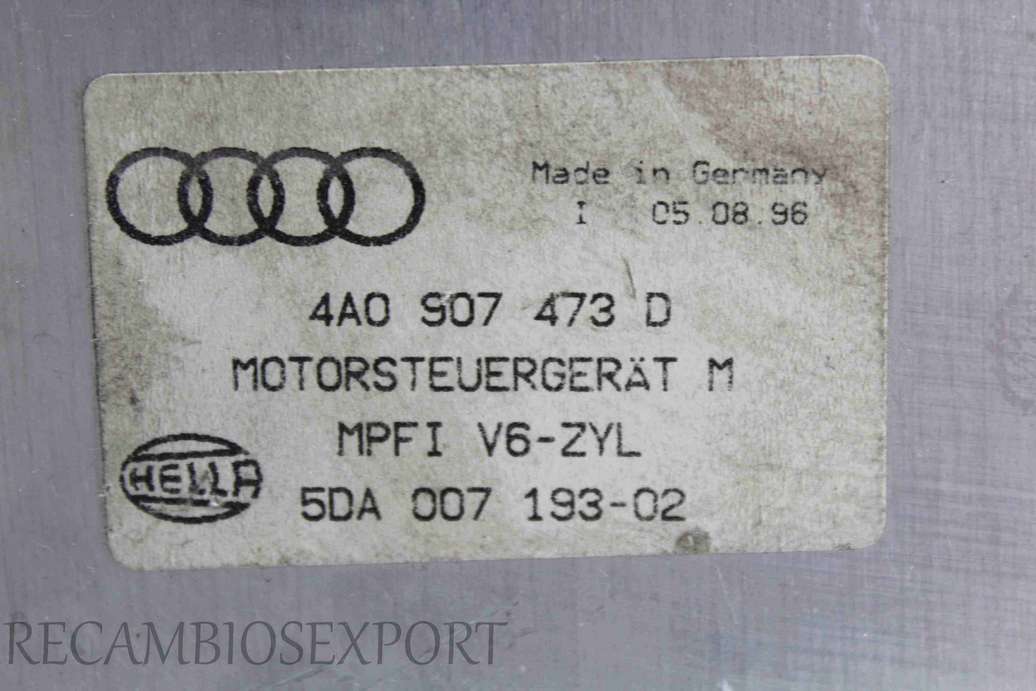 Made in Germany
I 05.08.96
4A0 907 473 D
MOTORSTEUERGERÄT M
MPFI V6-ZYL
HELLA
5DA 007 193-02
RECAMBIOSEXPORT